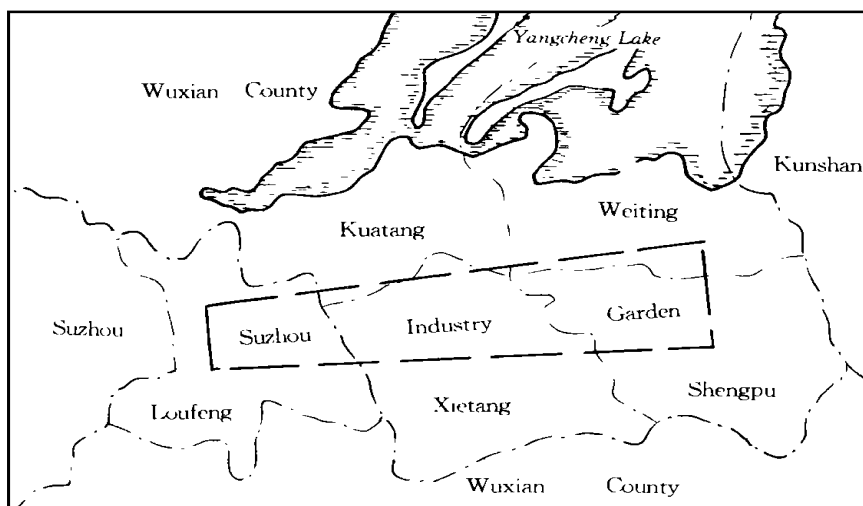 Yangcheng Lake
Wuxian County
Kunshan
Weiting
Kuatang
Garden
Industry
Suzhou
Suzhou
Shengpu
Xietang
Loufeng
Wuxian County